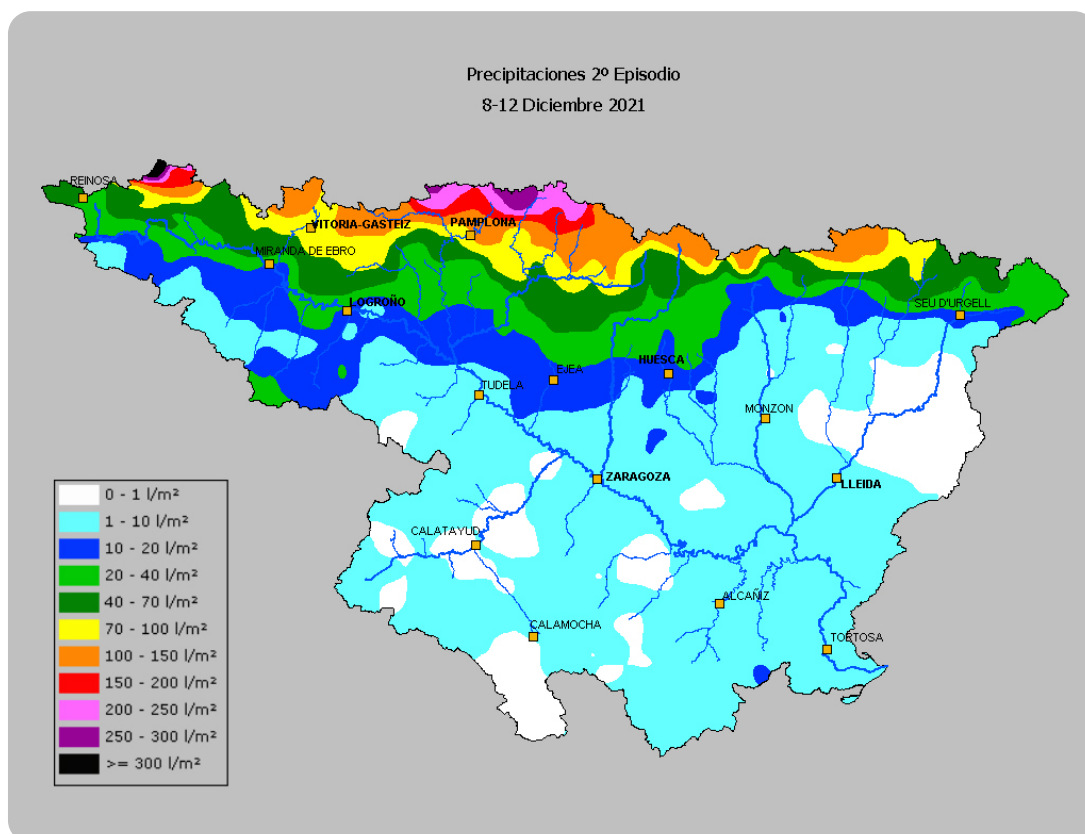 Precipitaciones 2º Episodio
8-12 Diciembre 2021
REINOSA
VITORIA-GASTEIZ
PAMPLONA
MIRANDA DE EBRO
LOGROÑO
SEU D'URGELL
HUESCA
EJEA
TUDELA
MONZON
ZARAGOZA
LLEIDA
CALATAYUD
ALCAÑIZ
CALAMOCHA
TORTOSA
0 - 1 l/m²
1 - 10 l/m²
10 - 20 l/m²
20 - 40 l/m²
40 - 70 l/m²
70 - 100 l/m²
100 - 150 l/m²
150 - 200 l/m²
200 - 250 l/m²
250 - 300 l/m²
>= 300 l/m²